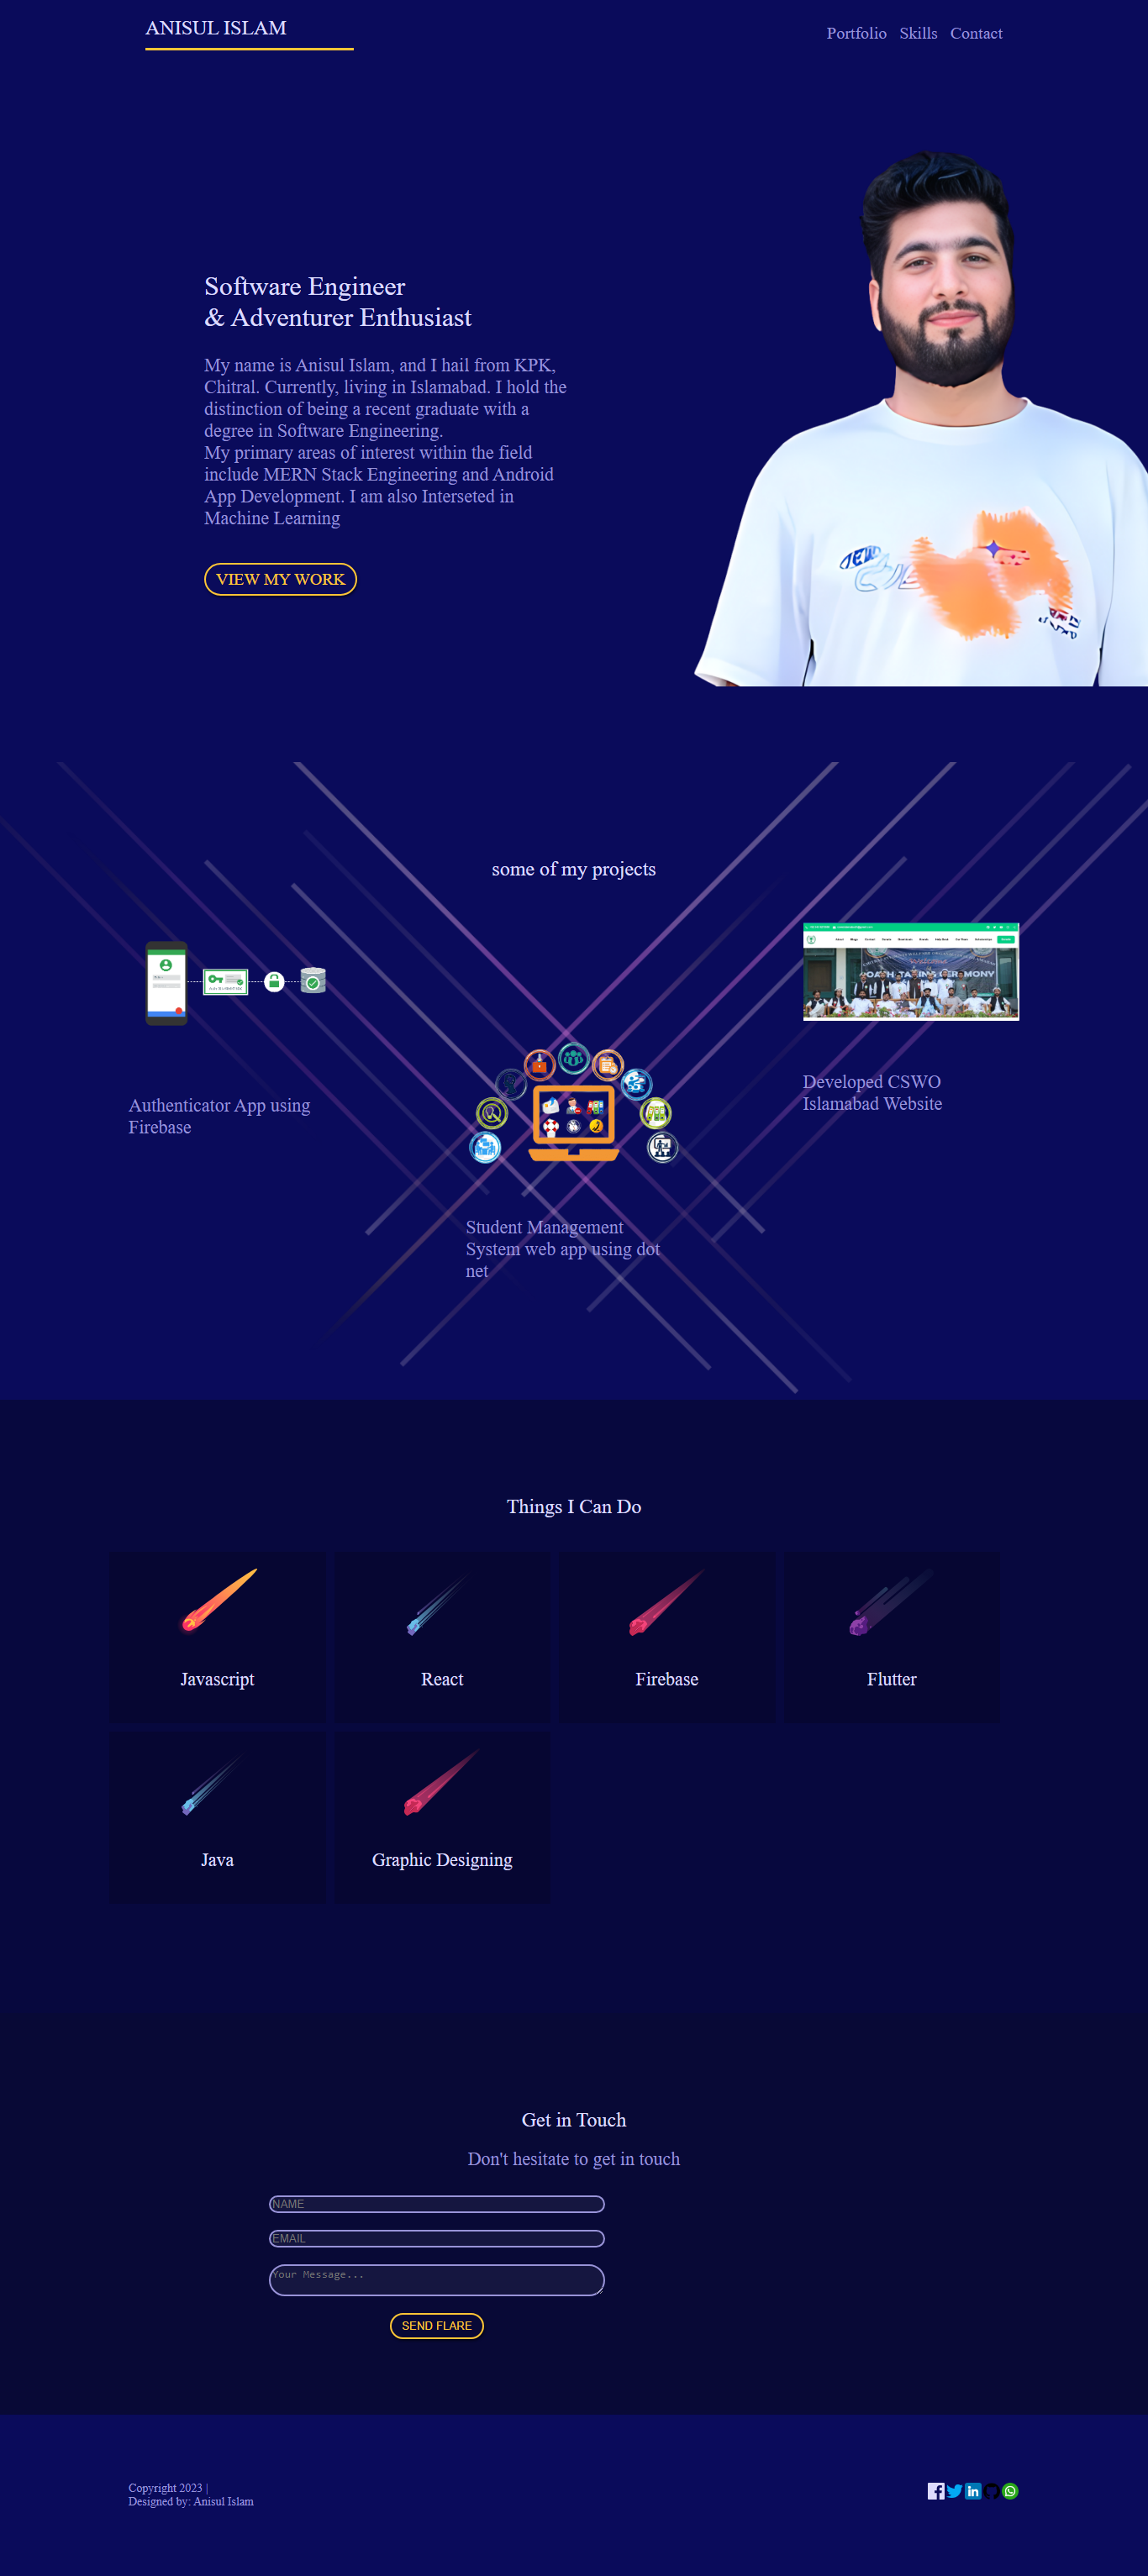 ANISUL ISLAM
Portfolio Skills Contact
Software Engineer
& Adventurer Enthusiast
My name is Anisul Islam, and I hail from KPK,
Chitral. Currently, living in Islamabad. I hold the
distinction of being a recent graduate with a
degree in Software Engineering.
My primary areas of interest within the field
include MERN Stack Engineering and Android
App Development. I am also Interseted in
Machine Learning
VIEW MY WORK
some of my projects
OATH TAKING CEREMONY
Authenticator App using
Firebase
Developed CSWO
Islamabad Website
Student Management
System web app using dot
net
Things I Can Do
Javascript
React
Firebase
Flutter
Java
Graphic Designing
Get in Touch
Don't hesitate to get in touch
NAME
EMAIL
Your Message...
SEND FLARE
Copyright 2023 |
Designed by: Anisul Islam